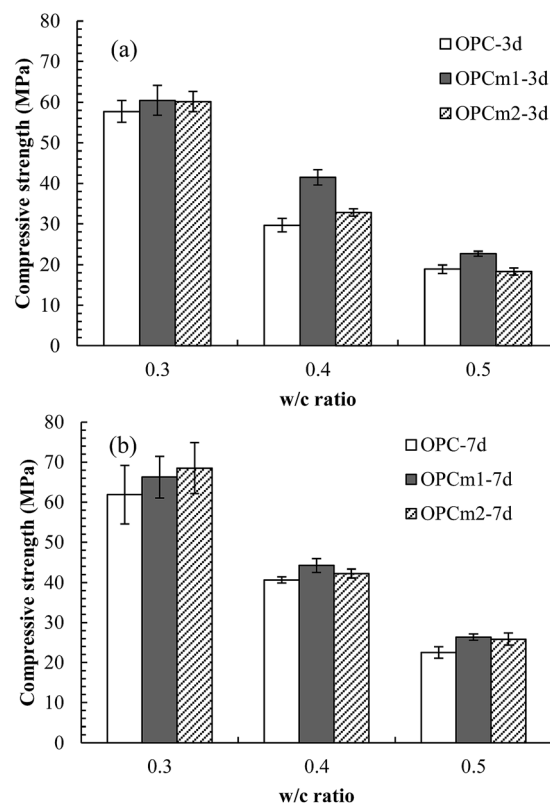 Compressive strength (MPa)
80
70
60
50
40
30
20
10
0
(a)
OPC-3d
OPCm1-3d
OPCm2-3d
0.3 0.4 0.5
w/c ratio
Compressive strength (MPa)
80
70
60
50
40
30
20
10
0
(b)
OPC-7d
OPCm1-7d
OPCm2-7d
0.3 0.4 0.5
w/c ratio